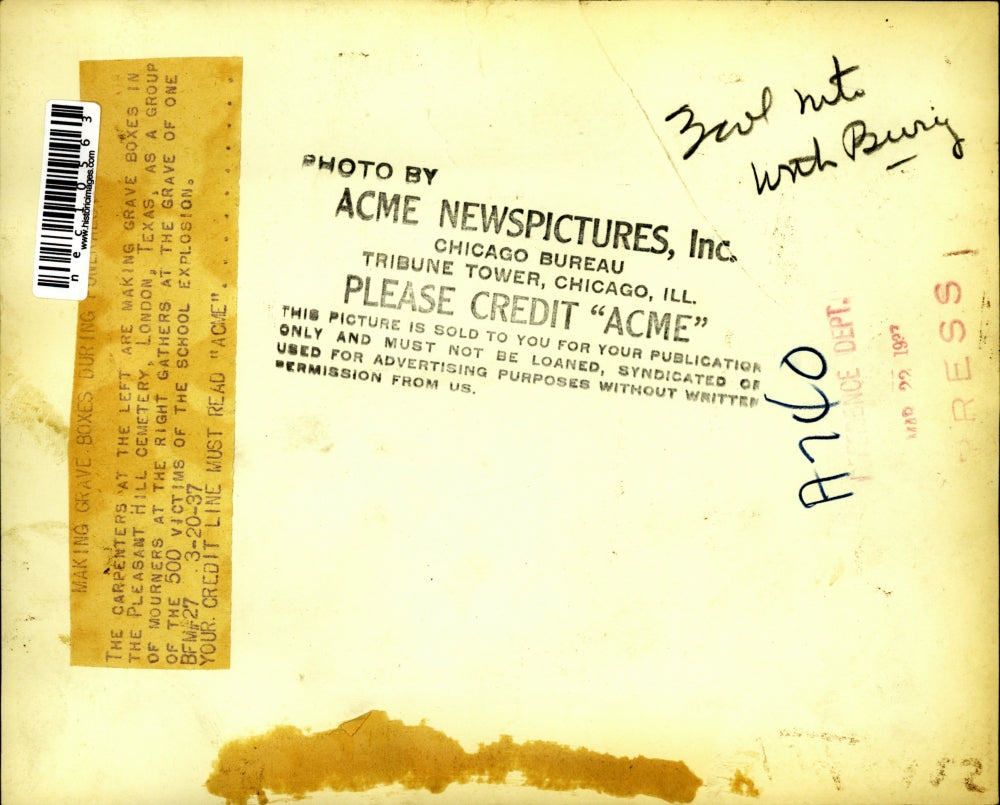 MAKING GRAVE BOXES DURING
THE CARPENTERS AT THE LEFT ARE MAKING GRAVE BOXES IN
THE PLEASANT HILL CEMETERY, LONDON, TEXAS, AS A GROUP
OF MOURNERS AT THE RIGHT GATHERS AT THE GRAVE OF ONE
OF THE 500 VICTIMS OF THE SCHOOL EXPLOSION.
BFM#27 3-20-37
YOUR CREDIT LINE MUST READ "ACME"
www.historicimages.com
PHOTO BY
ACME NEWSPICTURES, Inc.
CHICAGO BUREAU
TRIBUNE TOWER, CHICAGO, ILL.
PLEASE CREDIT "ACME"
THIS PICTURE IS SOLD TO YOU FOR YOUR PUBLICATION
ONLY AND MUST NOT BE LOANED, SYNDICATED OR
USED FOR ADVERTISING PURPOSES WITHOUT WRITTEN
PERMISSION FROM US.
3 col
with
DEPT.
MAR 22 1937
PRESS